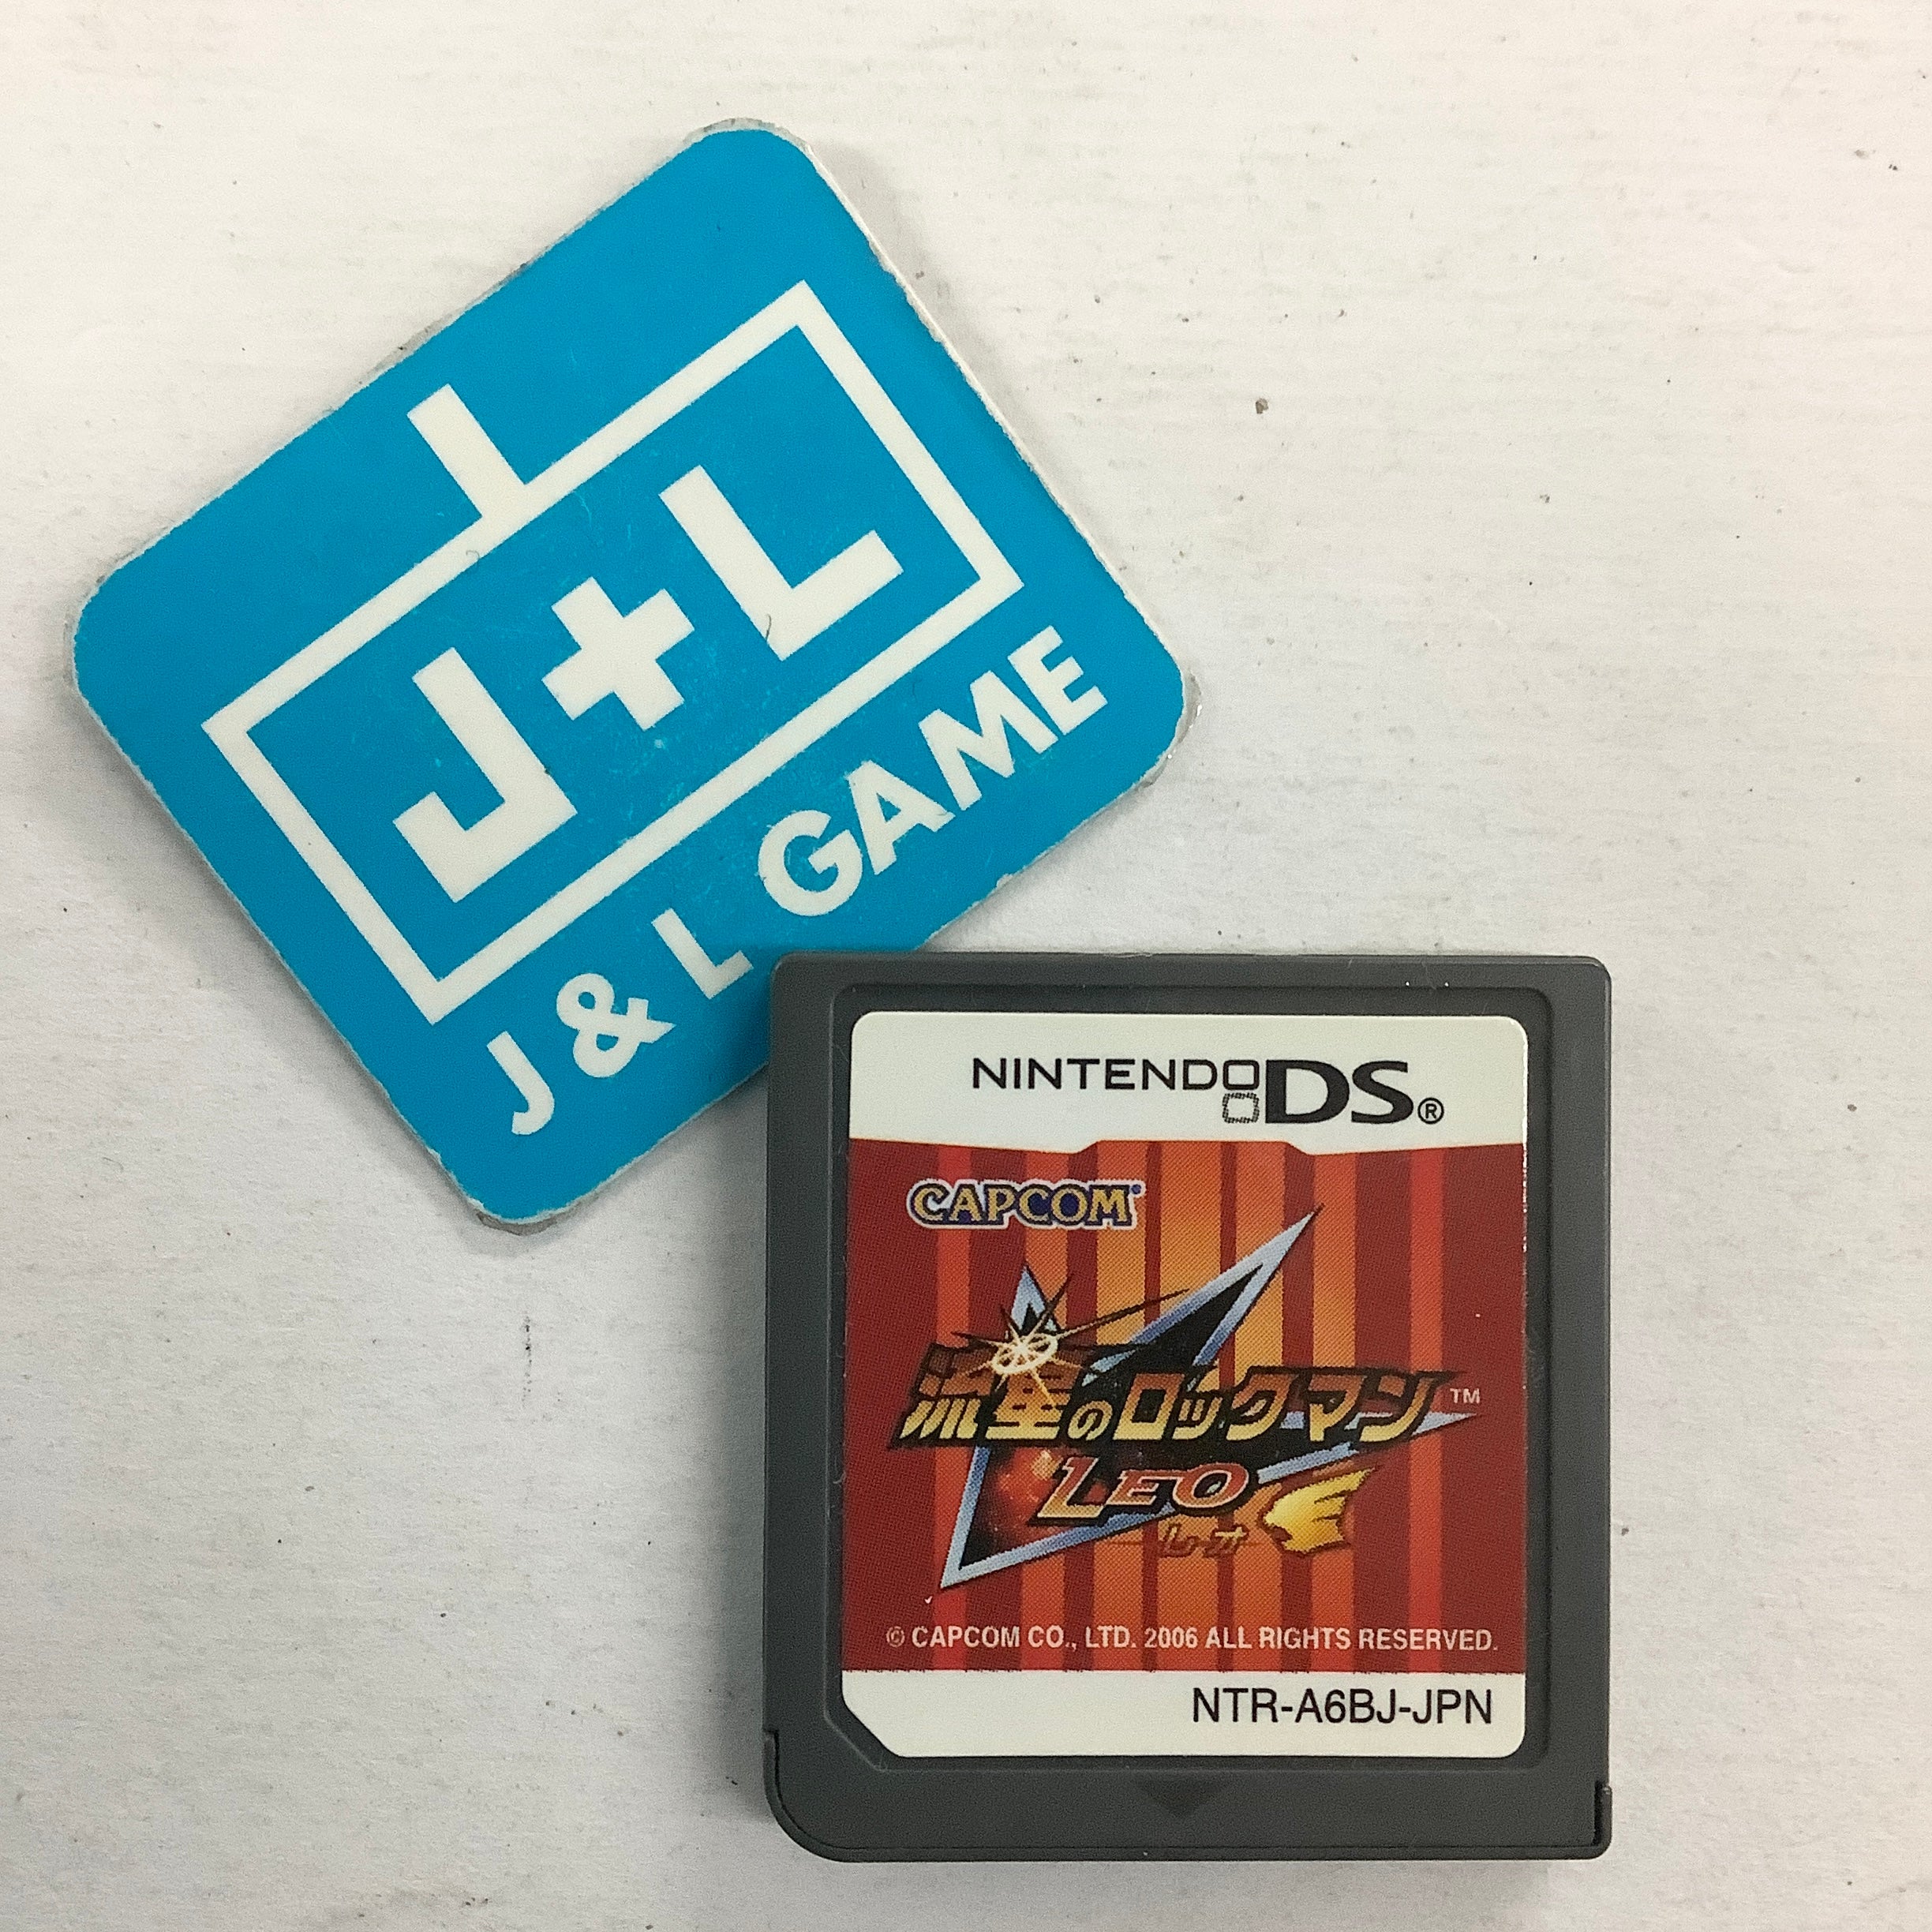 J+L
J & L GAME
NINTENDO DS®
CAPCOM
流星のロックマン™
LEO
レオ
© CAPCOM CO., LTD. 2006 ALL RIGHTS RESERVED.
NTR-A6BJ-JPN